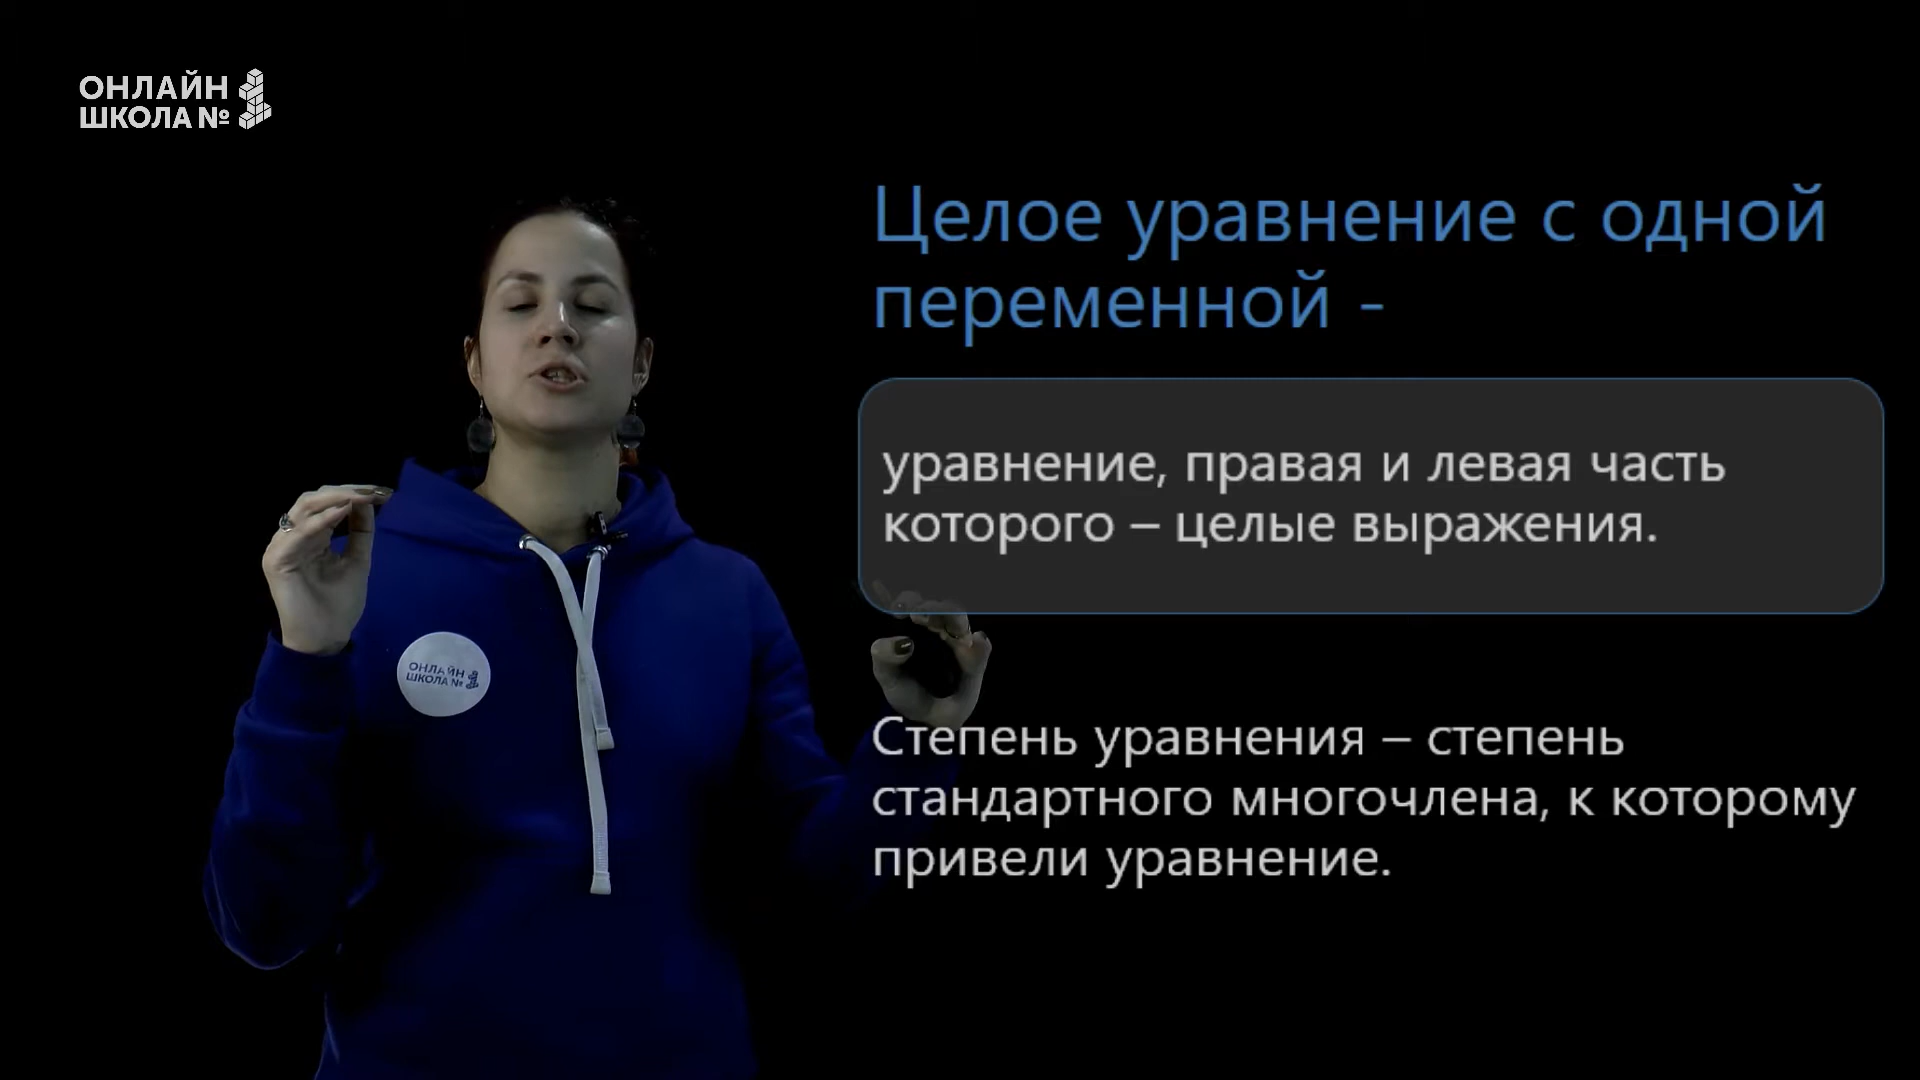 ОНЛАЙН
ШКОЛА №
Целое уравнение с одной
переменной -
уравнение, правая и левая часть
которого – целые выражения.
ОНЛАЙН
ШКОЛА №
Степень уравнения – степень
стандартного многочлена, к которому
привели уравнение.